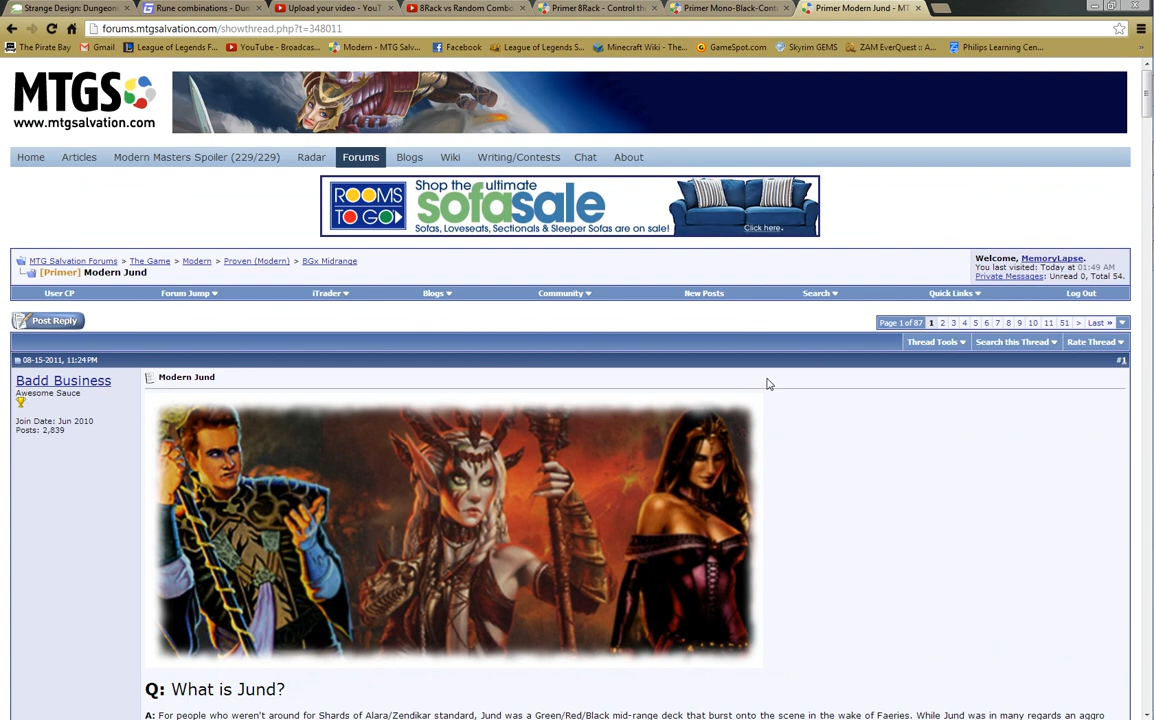 Strange Design: Dungeon
Rune combinations - Dun
Upload your video - YouT
8Rack vs Random Combo
Primer 8Rack - Control the
Primer Mono-Black-Cont
Primer Modern Jund - MT
forums.mtgsalvation.com/showthread.php?t=348011
The Pirate Bay
Gmail
League of Legends F...
YouTube - Broadcas...
Modern - MTG Salv...
Facebook
League of Legends S...
Minecraft Wiki - The...
GameSpot.com
Skyrim GEMS
ZAM EverQuest :: A...
Philips Learning Cen...
»
MTGS
www.mtgsalvation.com
Home Articles Modern Masters Spoiler (229/229) Radar Forums Blogs Wiki Writing/Contests Chat About
ROOMS TO GO
Shop the ultimate
sofasale
Sofas, Loveseats, Sectionals & Sleeper Sofas are on sale!
Click here.
MTG Salvation Forums > The Game > Modern > Proven (Modern) > BGx Midrange
[Primer] Modern Jund
Welcome, MemoryLapse.
You last visited: Today at 01:49 AM
Private Messages: Unread 0, Total 54.
User CP Forum Jump iTrader Blogs Community New Posts Search Quick Links Log Out
Post Reply
Page 1 of 87 1 2 3 4 5 6 7 8 9 10 11 51 > Last »
Thread Tools Search this Thread Rate Thread
08-15-2011, 11:24 PM
#1
Badd Business
Awesome Sauce
Join Date: Jun 2010
Posts: 2,839
Modern Jund
Q: What is Jund?
A: For people who weren't around for Shards of Alara/Zendikar standard, Jund was a Green/Red/Black mid-range deck that burst onto the scene in the wake of Faeries. While Jund was in many regards an aggro